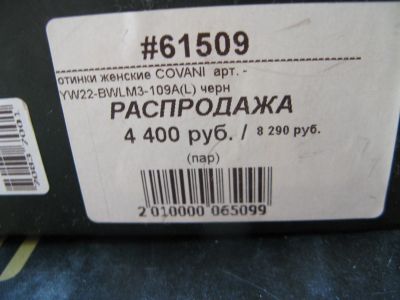 #61509
отинки женские COVANI арт. -
YW22-BWLM3-109A(L) черн
РАСПРОДАЖА
4 400 руб. / 8 290 руб.
(пар)
2 010000 065099